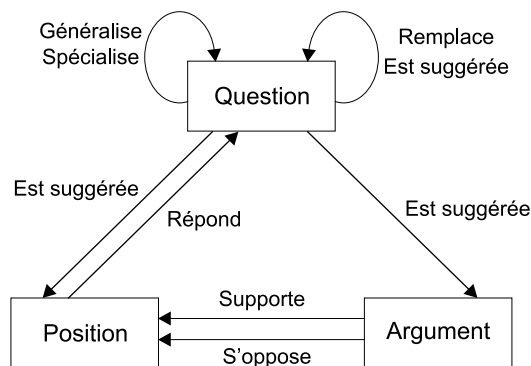 Généralise
Spécialise
Remplace
Est suggérée
Question
Est suggérée
Répond
Est suggérée
Supporte
Position
Argument
S'oppose